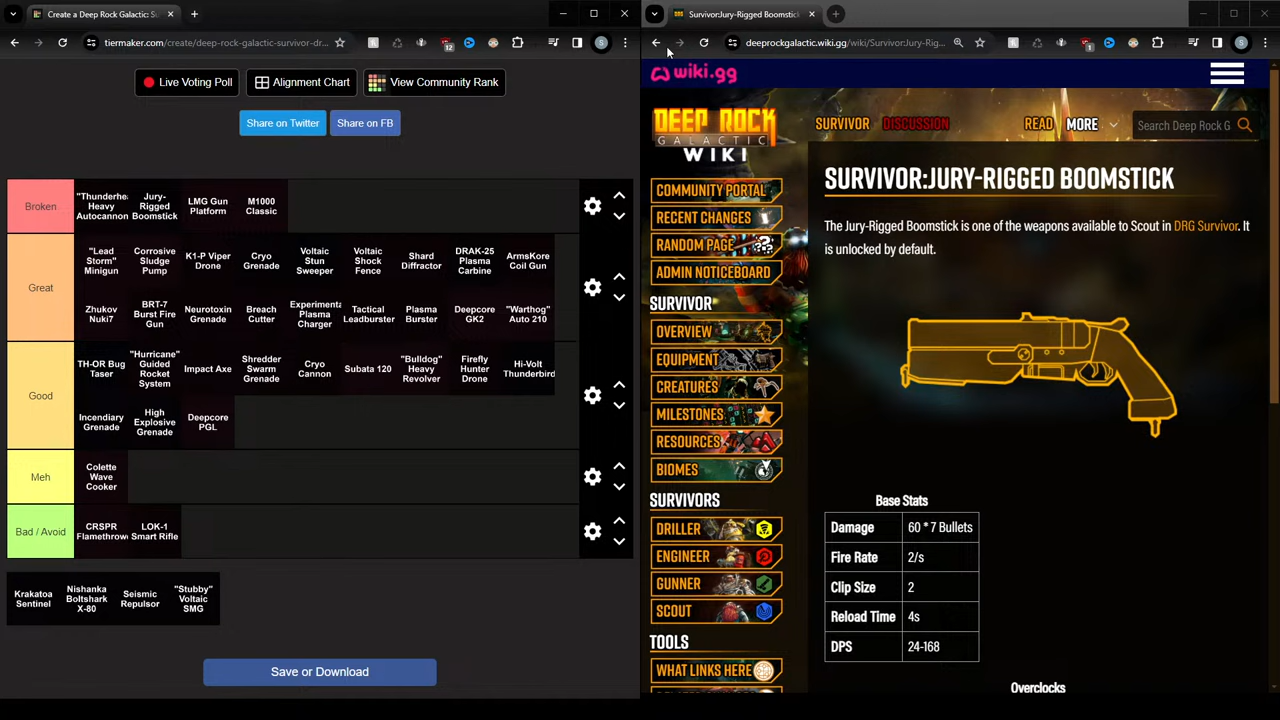 Create a Deep Rock Galactic: Su
tiermaker.com/create/deep-rock-galactic-survivor-dr...
12
S
Live Voting Poll
Alignment Chart
View Community Rank
Share on Twitter
Share on FB
Broken
"Thunderhe
Heavy
Autocannon
Jury-
Rigged
Boomstick
LMG Gun
Platform
M1000
Classic
Great
"Lead
Storm"
Minigun
Corrosive
Sludge
Pump
K1-P Viper
Drone
Cryo
Grenade
Voltaic
Stun
Sweeper
Voltaic
Shock
Fence
Shard
Diffractor
DRAK-25
Plasma
Carbine
ArmsKore
Coil Gun
Zhukov
Nuki7
BRT-7
Burst Fire
Gun
Neurotoxin
Grenade
Breach
Cutter
Experimenta
Plasma
Charger
Tactical
Leadburster
Plasma
Burster
Deepcore
GK2
"Warthog"
Auto 210
Good
TH-OR Bug
Taser
"Hurricane"
Guided
Rocket
System
Impact Axe
Shredder
Swarm
Grenade
Cryo
Cannon
Subata 120
"Bulldog"
Heavy
Revolver
Firefly
Hunter
Drone
Hi-Volt
Thunderbird
Incendiary
Grenade
High
Explosive
Grenade
Deepcore
PGL
Meh
Colette
Wave
Cooker
Bad / Avoid
CRSPR
Flamethrow
LOK-1
Smart Rifle
Krakatoa
Sentinel
Nishanka
Boltshark
X-80
Seismic
Repulsor
"Stubby"
Voltaic
SMG
Save or Download
Survivor:Jury-Rigged Boomstick
deeprockgalactic.wiki.gg/wiki/Survivor:Jury-Rig...
1
S
wiki.gg
DEEP ROCK
GALACTIC
WIKI
SURVIVOR
DISCUSSION
READ
MORE
Search Deep Rock G
COMMUNITY PORTAL
RECENT CHANGES
RANDOM PAGE
ADMIN NOTICEBOARD
SURVIVOR
OVERVIEW
EQUIPMENT
CREATURES
MILESTONES
RESOURCES
BIOMES
SURVIVORS
DRILLER
ENGINEER
GUNNER
SCOUT
TOOLS
WHAT LINKS HERE
SURVIVOR:JURY-RIGGED BOOMSTICK
The Jury-Rigged Boomstick is one of the weapons available to Scout in DRG Survivor. It
is unlocked by default.
Base Stats
Damage 60 * 7 Bullets
Fire Rate 2/s
Clip Size 2
Reload Time 4s
DPS 24-168
Overclocks